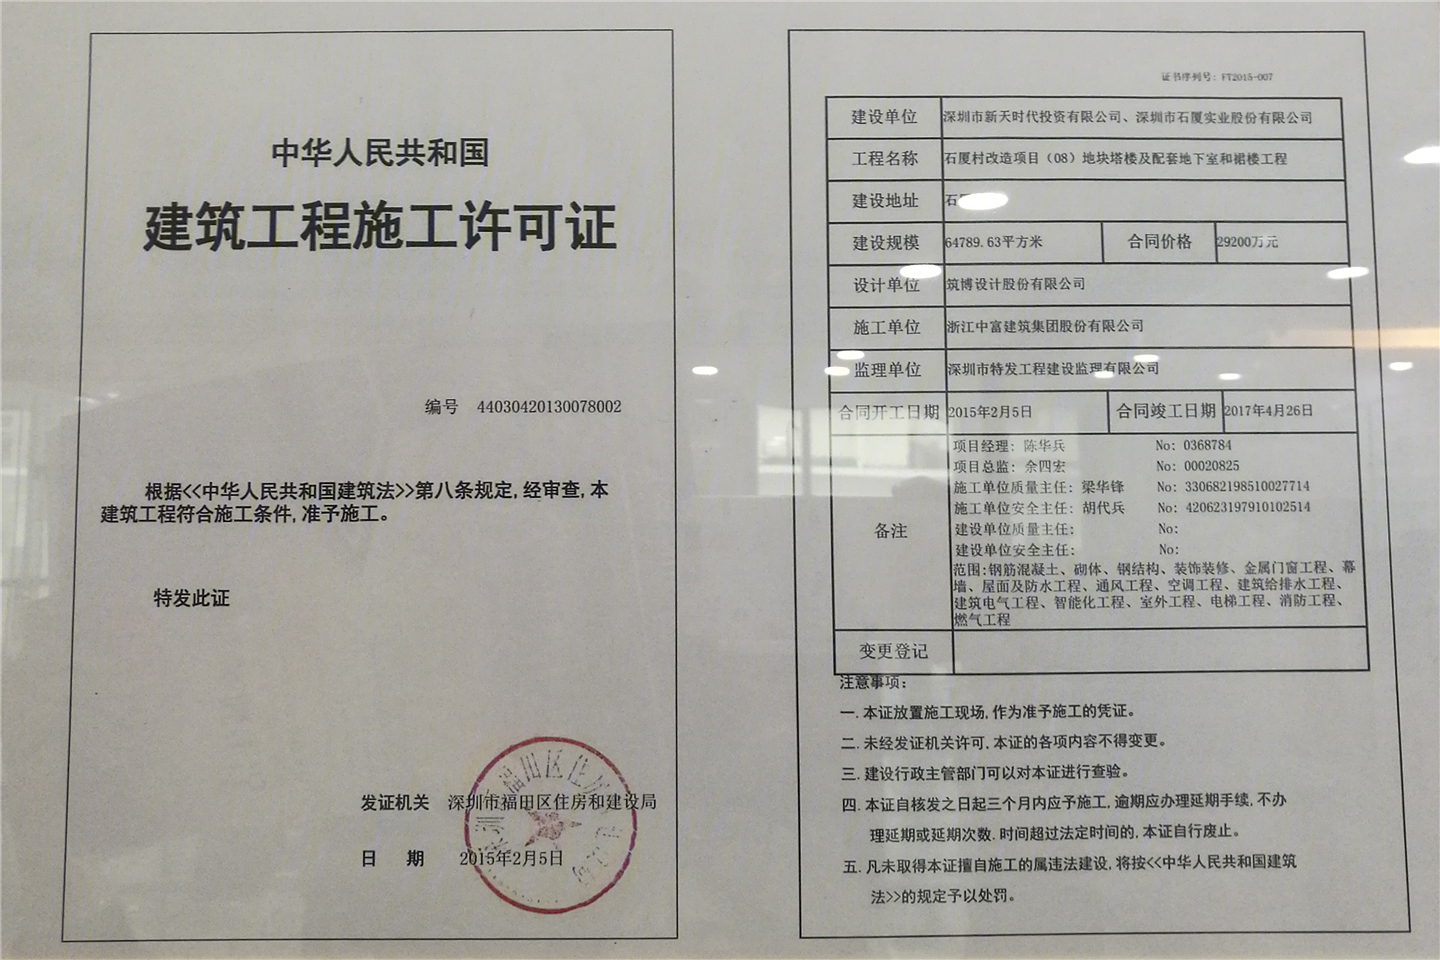 中华人民共和国
建筑工程施工许可证
编号 44030420130078002
根据<<中华人民共和国建筑法>>第八条规定,经审查,本
建筑工程符合施工条件,准予施工。
特发此证
发证机关 深圳市福田区住房和建设局
日 期 2015年2月5日
证书序列号: FT2015-007
建设单位 深圳市新天时代投资有限公司、深圳市石厦实业股份有限公司
工程名称 石厦村改造项目（08）地块塔楼及配套地下室和裙楼工程
建设地址 石
建设规模 64789.63平方米 合同价格 29200万元
设计单位 筑博设计股份有限公司
施工单位 浙江中富建筑集团股份有限公司
监理单位 深圳市特发工程建设监理有限公司
合同开工日期 2015年2月5日 合同竣工日期 2017年4月26日
备注
项目经理: 陈华兵 No: 0368784
项目总监: 余四宏 No: 00020825
施工单位质量主任: 梁华锋 No: 330682198510027714
施工单位安全主任: 胡代兵 No: 420623197910102514
建设单位质量主任: No:
建设单位安全主任: No:
范围:钢筋混凝土、砌体、钢结构、装饰装修、金属门窗工程、幕
墙、屋面及防水工程、通风工程、空调工程、建筑给排水工程、
建筑电气工程、智能化工程、室外工程、电梯工程、消防工程、
燃气工程
变更登记
注意事项:
一.本证放置施工现场,作为准予施工的凭证。
二.未经发证机关许可,本证的各项内容不得变更。
三.建设行政主管部门可以对本证进行查验。
四.本证自核发之日起三个月内应予施工,逾期应办理延期手续,不办
理延期或延期次数.时间超过法定时间的,本证自行废止。
五.凡未取得本证擅自施工的属违法建设,将按<<中华人民共和国建筑
法>>的规定予以处罚。